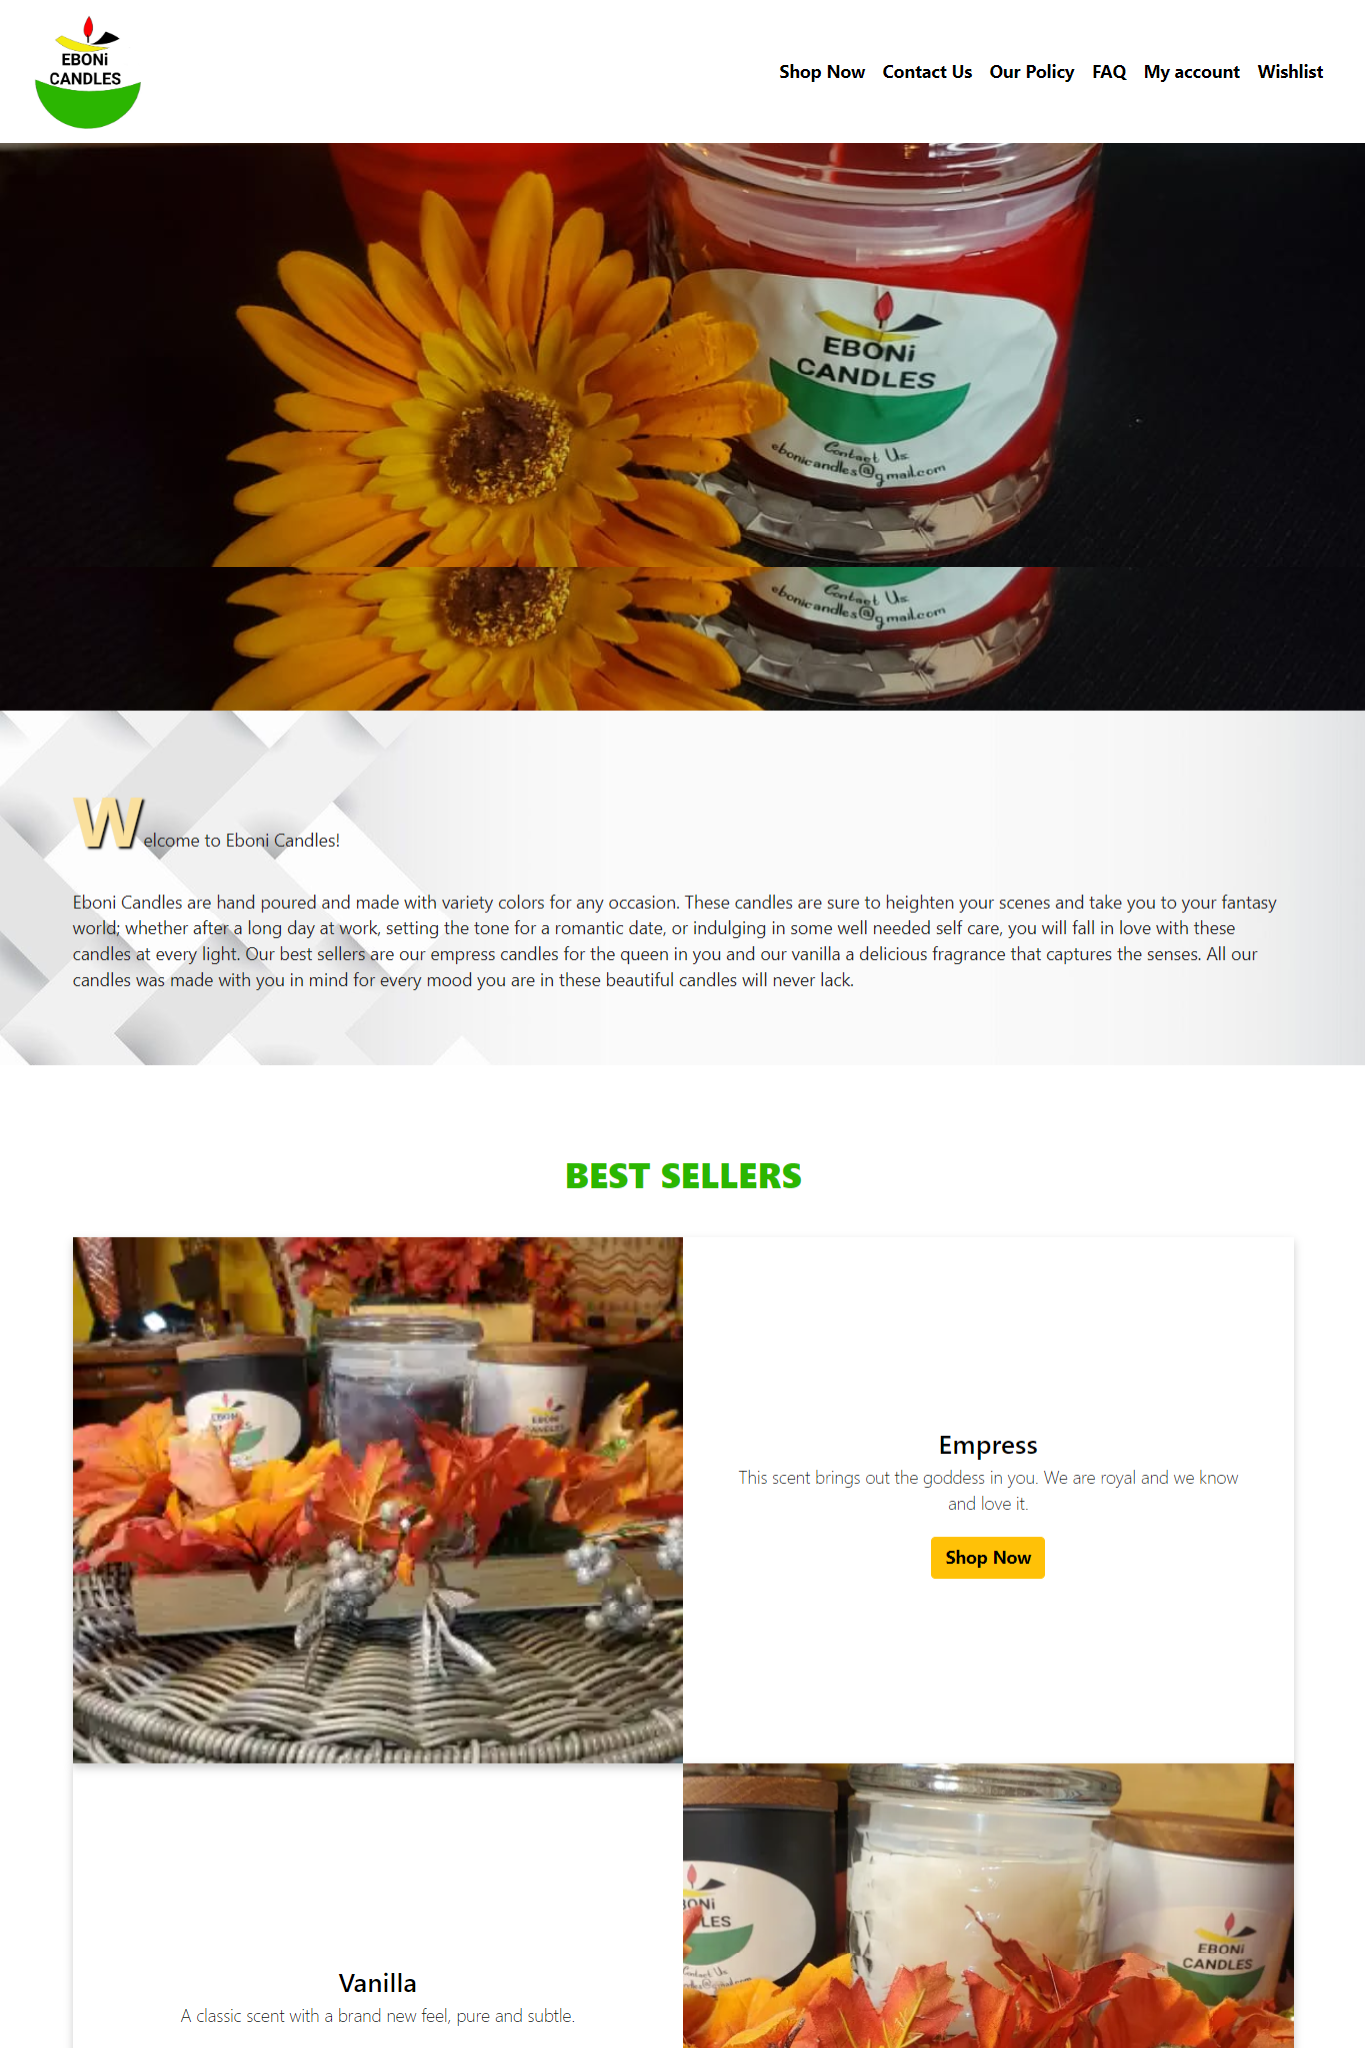 EBONi
CANDLES
Shop Now Contact Us Our Policy FAQ My account Wishlist
EBONi
CANDLES
Contact Us
ebonicandles@gmail.com
Contact Us
ebonicandles@gmail.com
Welcome to Eboni Candles!
Eboni Candles are hand poured and made with variety colors for any occasion. These candles are sure to heighten your scenes and take you to your fantasy
world; whether after a long day at work, setting the tone for a romantic date, or indulging in some well needed self care, you will fall in love with these
candles at every light. Our best sellers are our empress candles for the queen in you and our vanilla a delicious fragrance that captures the senses. All our
candles was made with you in mind for every mood you are in these beautiful candles will never lack.
BEST SELLERS
EBONi
EBONi
CANDLES
Empress
This scent brings out the goddess in you. We are royal and we know
and love it.
Shop Now
BONi
LES
Contact Us
EBONi
CANDLES
Vanilla
A classic scent with a brand new feel, pure and subtle.